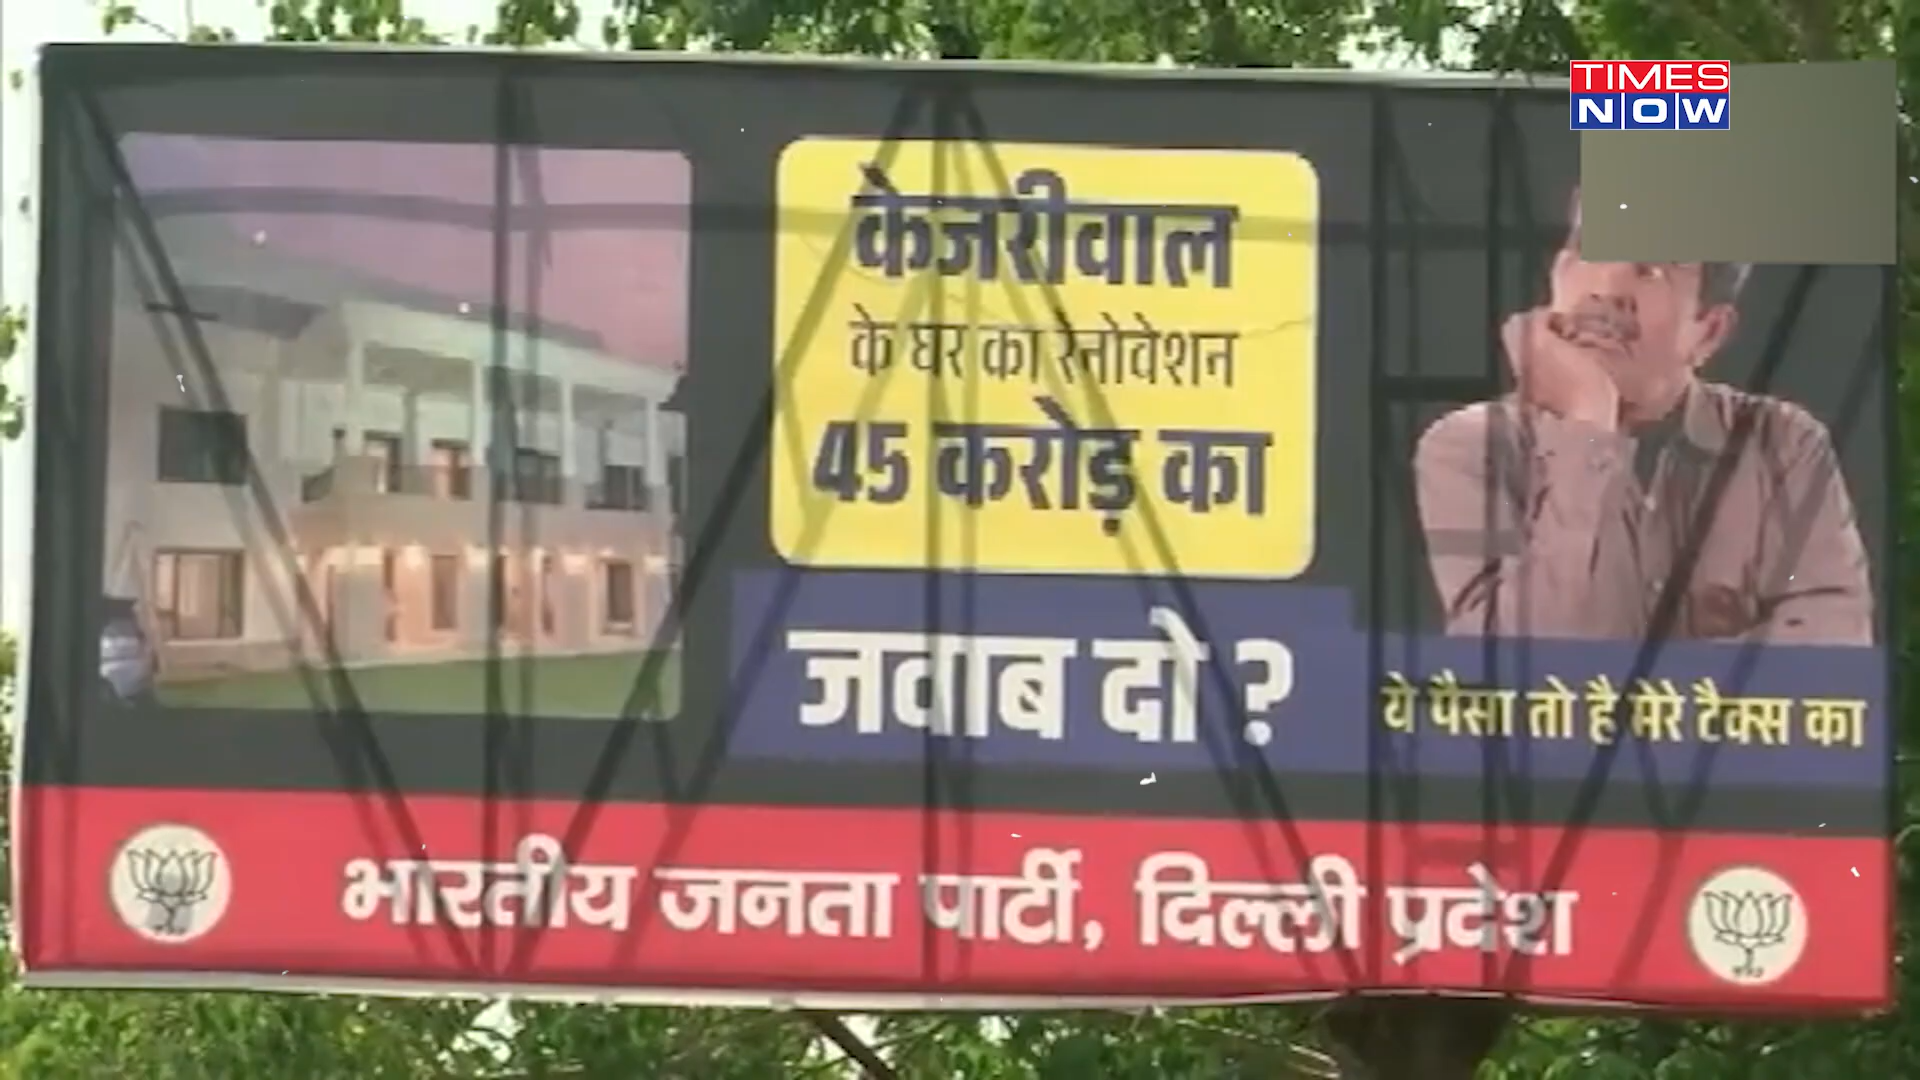 TIMES
NOW
केजरीवाल
के घर का रेनोवेशन
45 करोड़ का
जवाब दो ?
ये पैसा तो है मेरे टैक्स का
भारतीय जनता पार्टी, दिल्ली प्रदेश